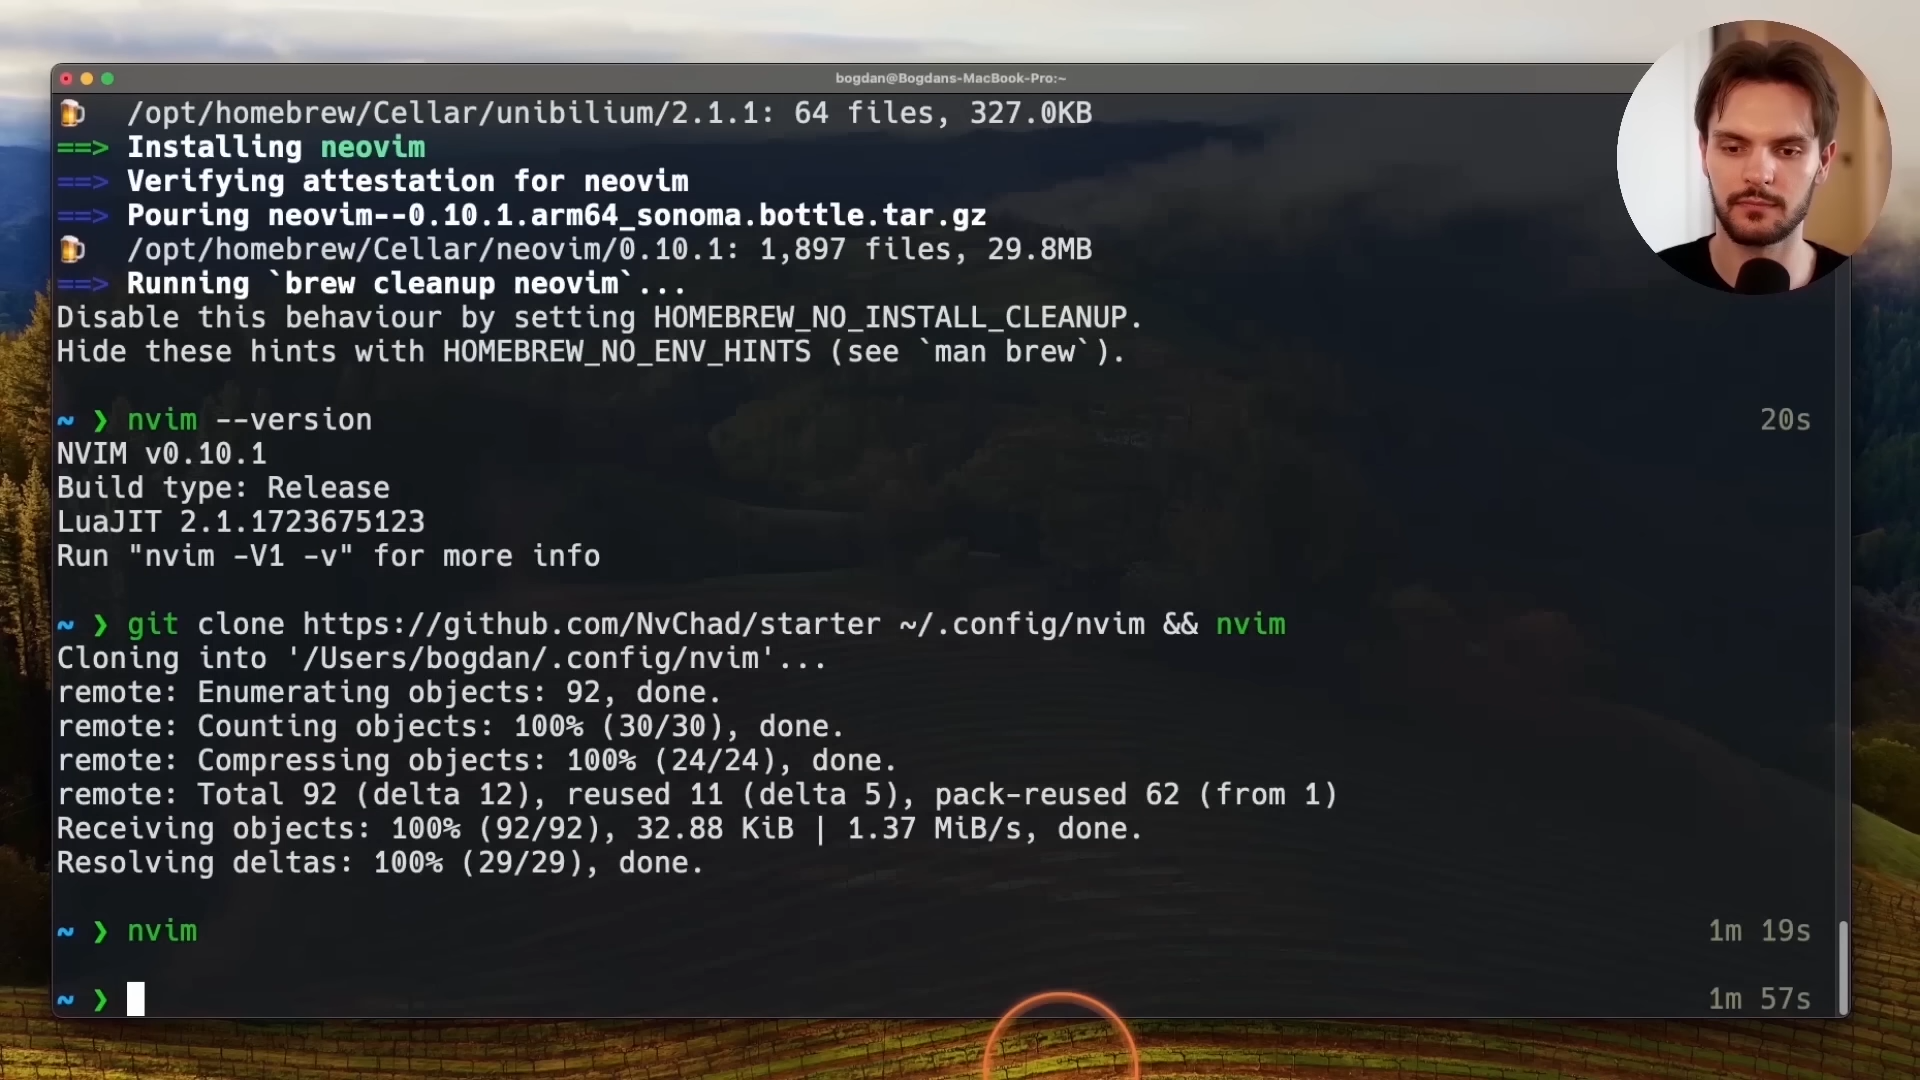 bogdan@Bogdans-MacBook-Pro:~
/opt/homebrew/Cellar/unibilium/2.1.1: 64 files, 327.0KB
==> Installing neovim
==> Verifying attestation for neovim
==> Pouring neovim--0.10.1.arm64_sonoma.bottle.tar.gz
/opt/homebrew/Cellar/neovim/0.10.1: 1,897 files, 29.8MB
==> Running `brew cleanup neovim`...
Disable this behaviour by setting HOMEBREW_NO_INSTALL_CLEANUP.
Hide these hints with HOMEBREW_NO_ENV_HINTS (see `man brew`).
~ ❯ nvim --version 20s
NVIM v0.10.1
Build type: Release
LuaJIT 2.1.1723675123
Run "nvim -V1 -v" for more info
~ ❯ git clone https://github.com/NvChad/starter ~/.config/nvim && nvim
Cloning into '/Users/bogdan/.config/nvim'...
remote: Enumerating objects: 92, done.
remote: Counting objects: 100% (30/30), done.
remote: Compressing objects: 100% (24/24), done.
remote: Total 92 (delta 12), reused 11 (delta 5), pack-reused 62 (from 1)
Receiving objects: 100% (92/92), 32.88 KiB | 1.37 MiB/s, done.
Resolving deltas: 100% (29/29), done.
~ ❯ nvim 1m 19s
~ ❯ 1m 57s